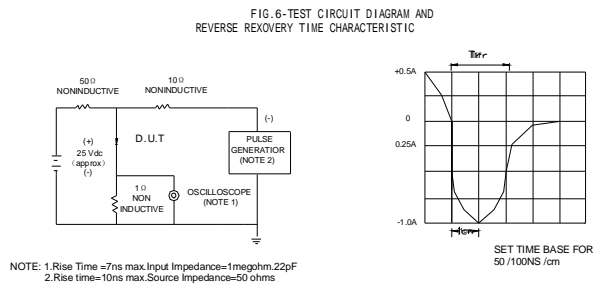 FIG.6-TEST CIRCUIT DIAGRAM AND
REVERSE REXOVERY TIME CHARACTERISTIC
50Ω
NONINDUCTIVE
10Ω
NONINDUCTIVE
(+)
25 Vdc
(approx)
(-)
D.U.T
1Ω
NON
INDUCTIVE
OSCILLOSCOPE
(NOTE 1)
(-)
PULSE
GENERATIOR
(NOTE 2)
NOTE: 1.Rise Time =7ns max.Input Impedance=1megohm.22pF
2.Rise time=10ns max.Source Impedance=50 ohms
+0.5A
0
0.25A
-1.0A
SET TIME BASE FOR
50 /100NS /cm